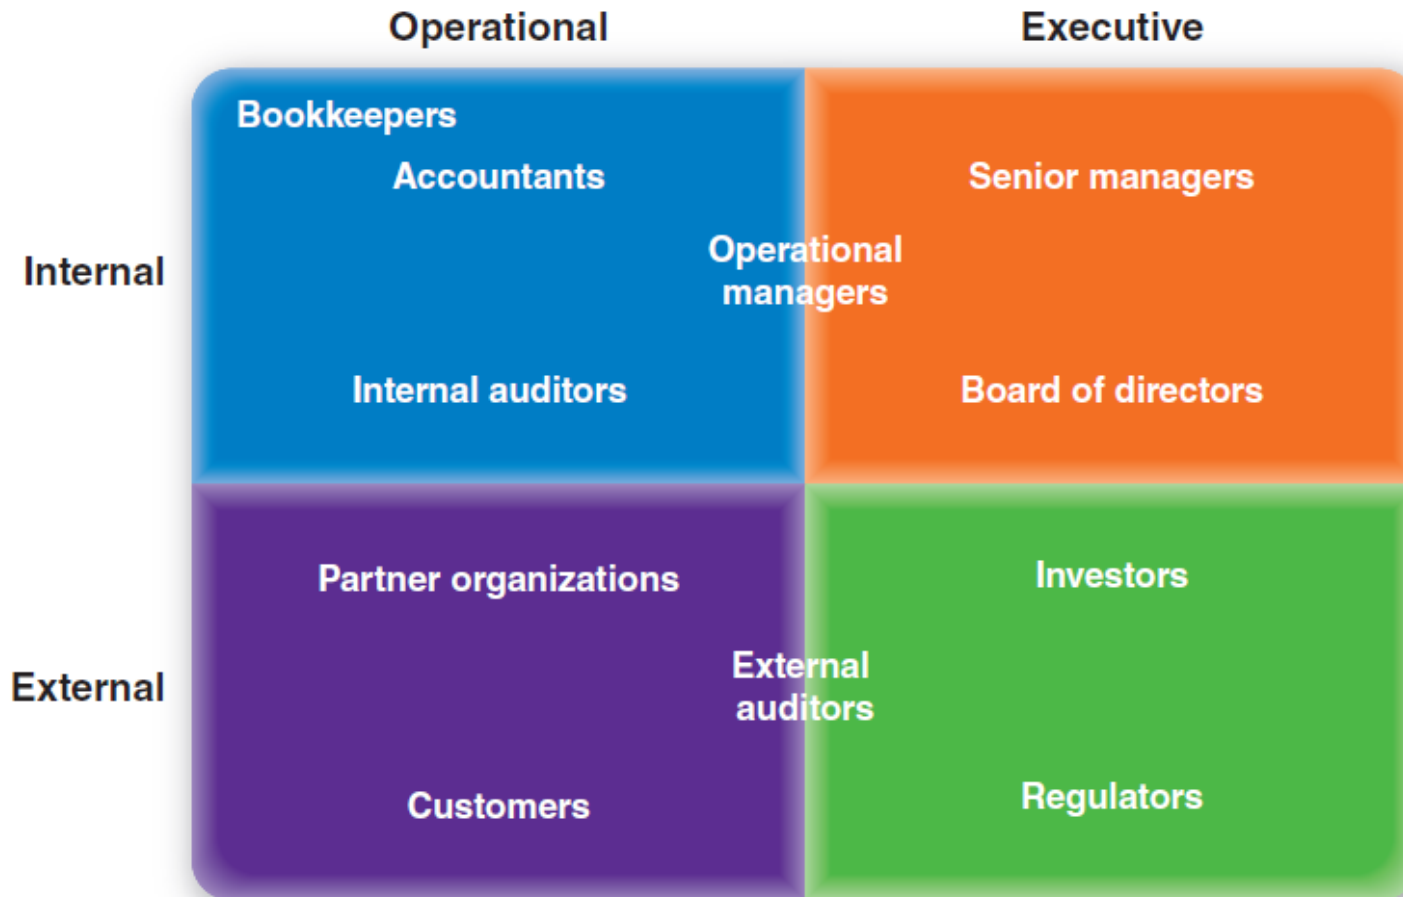 Operational
Executive
Bookkeepers
Accountants
Senior managers
Operational
managers
Internal
Internal auditors
Board of directors
Partner organizations
Investors
External
auditors
External
Customers
Regulators